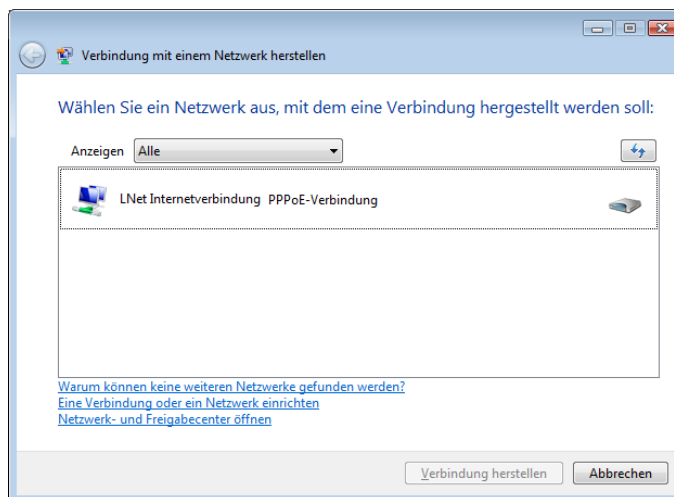 Verbindung mit einem Netzwerk herstellen
Wählen Sie ein Netzwerk aus, mit dem eine Verbindung hergestellt werden soll:
Anzeigen Alle
LNet Internetverbindung PPPoE-Verbindung
Warum können keine weiteren Netzwerke gefunden werden?
Eine Verbindung oder ein Netzwerk einrichten
Netzwerk- und Freigabecenter öffnen
Verbindung herstellen Abbrechen